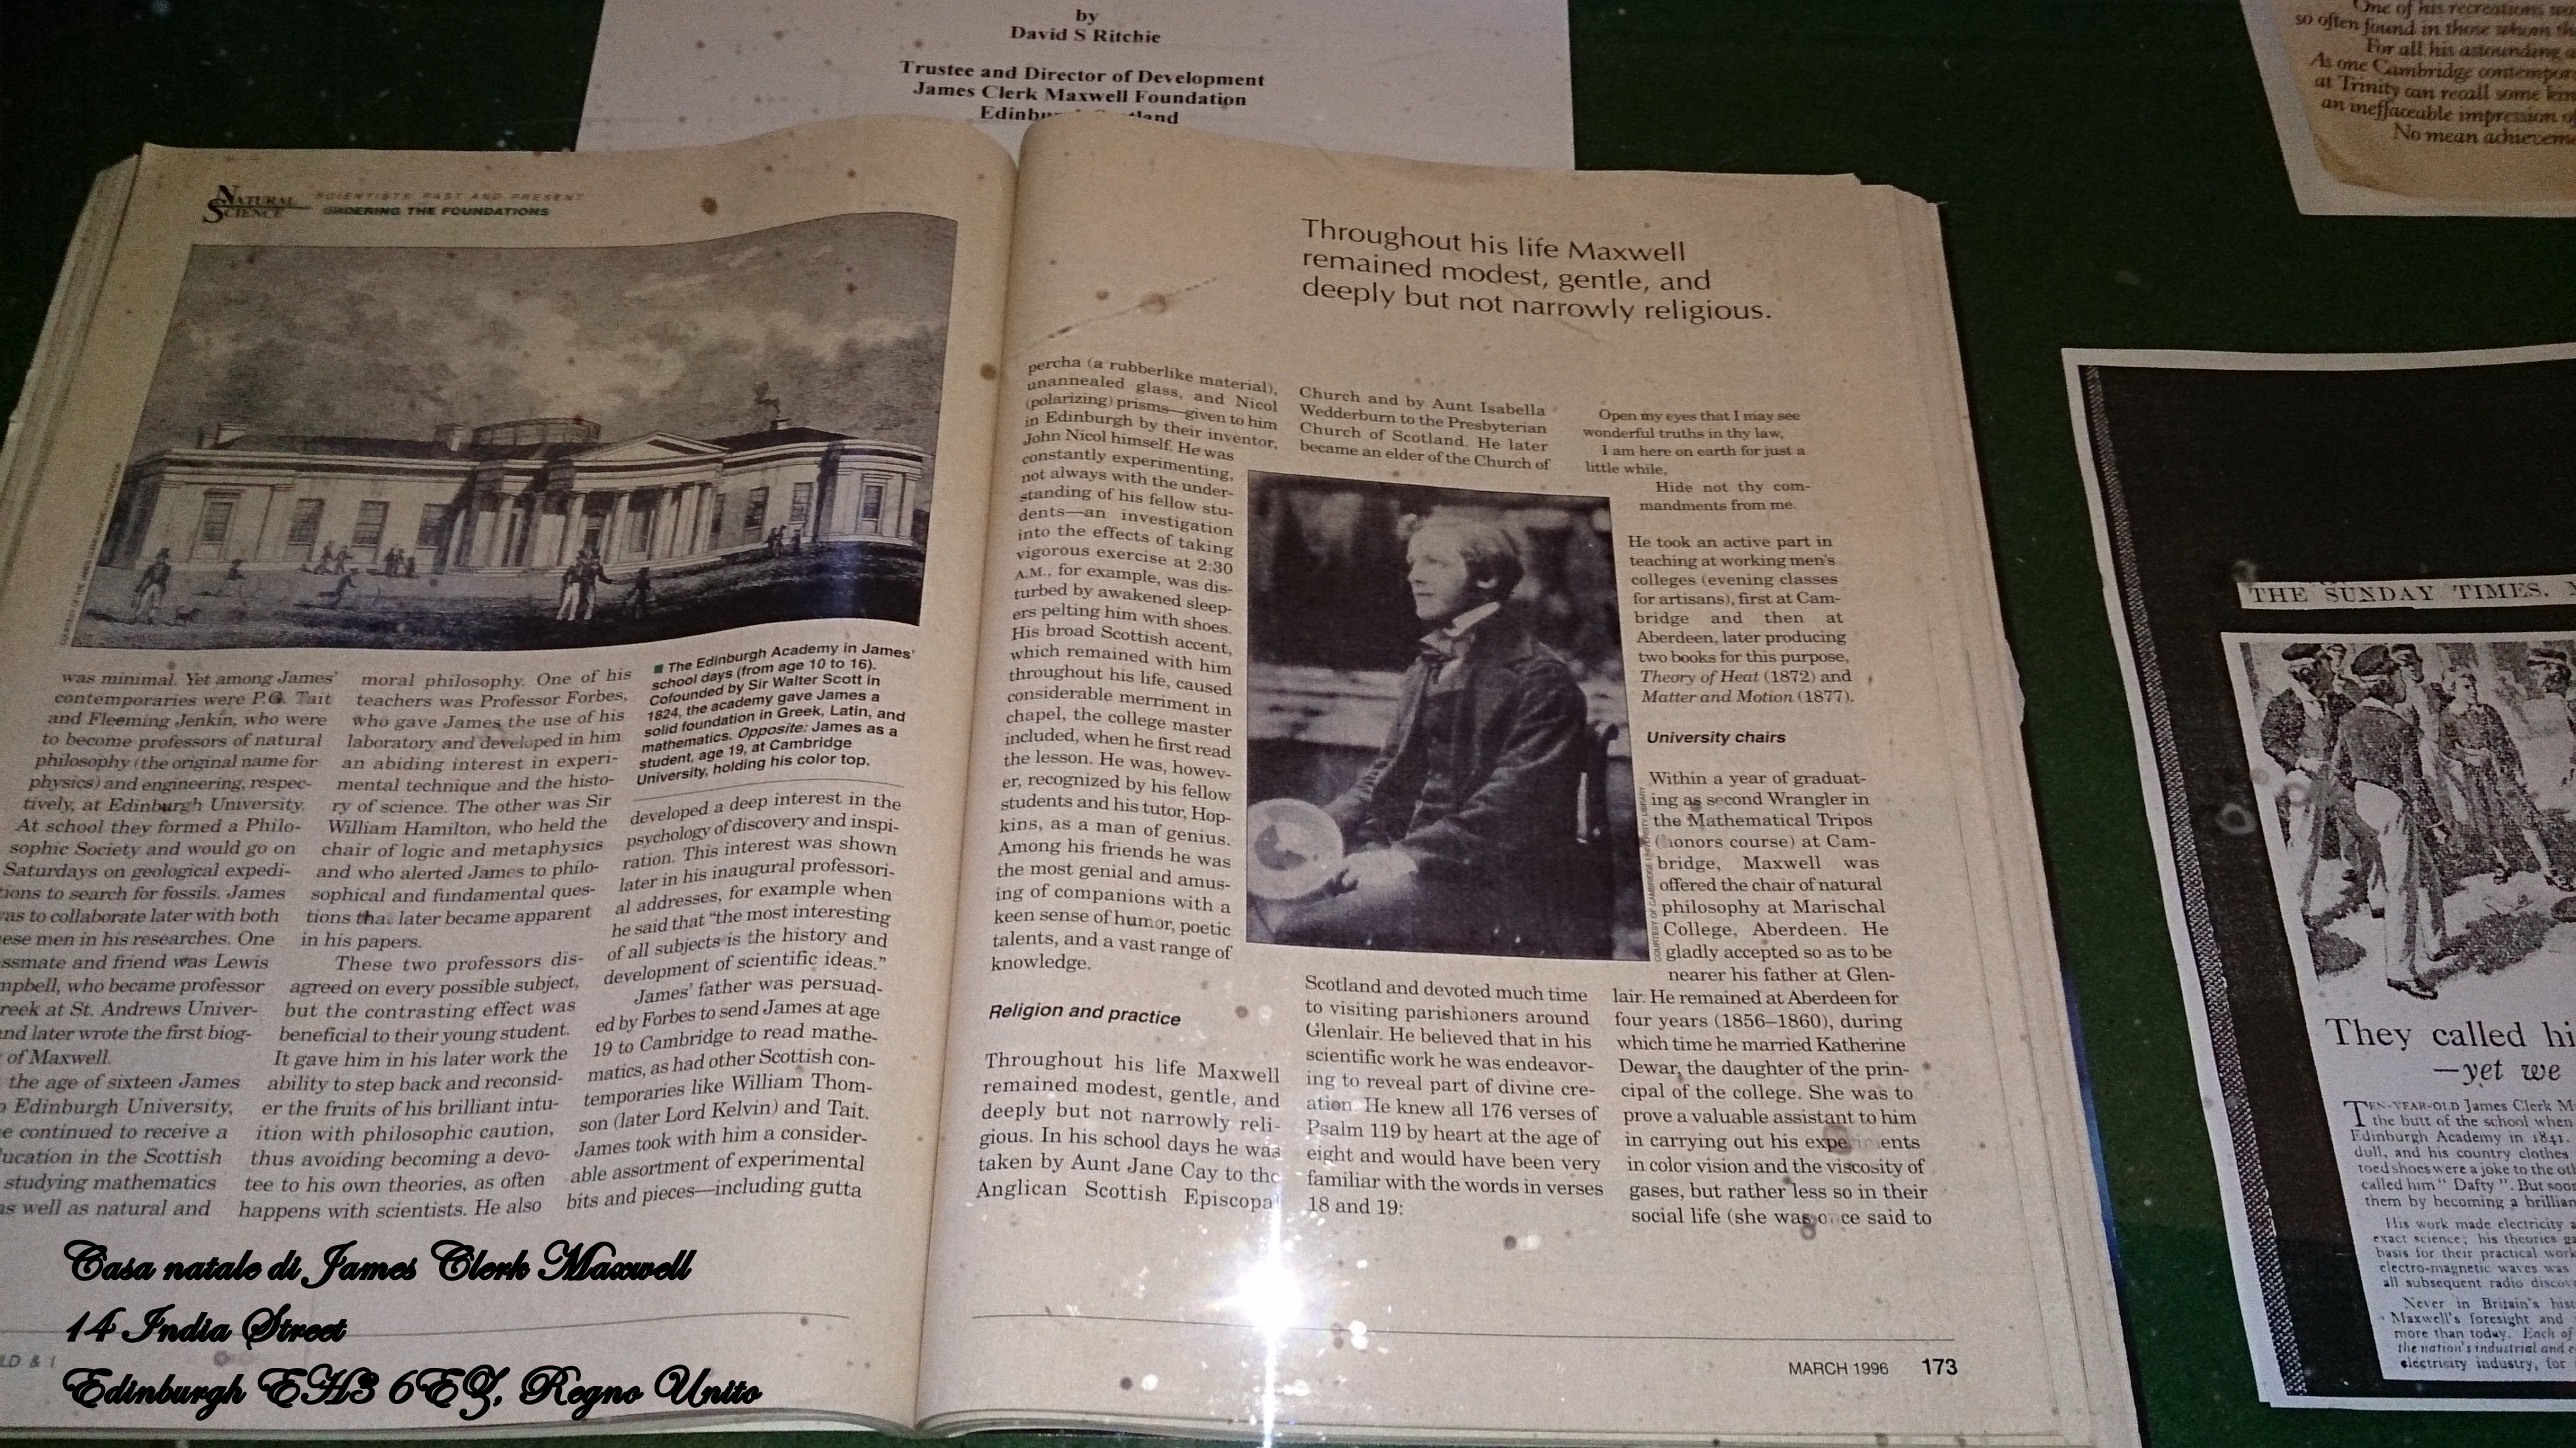 by
David S Ritchie
Trustee and Director of Development
James Clerk Maxwell Foundation
One of his recreations
so often found in those whom
For all his astounding
As one Cambridge
at Trinity can recall some
an ineffaceable impression
No mean
NATURAL SCIENCE
SCIENTISTS PAST AND PRESENT
ORDERING THE FOUNDATIONS
COURTESY OF THE JAMES CLERK MAXWELL FOUNDATION
was minimal. Yet among James'
contemporaries were P.G. Tait
and Fleeming Jenkin, who were
to become professors of natural
philosophy (the original name for
physics) and engineering, respec-
tively, at Edinburgh University.
At school they formed a Philo-
sophic Society and would go on
Saturdays on geological expedi-
tions to search for fossils. James
was to collaborate later with both
these men in his researches. One
and friend was Lewis
who became professor
at St. Andrews Univer-
and later wrote the first biog-
of Maxwell.
the age of sixteen James
Edinburgh University,
continued to receive a
in the Scottish
studying mathematics
as well as natural and
moral philosophy. One of his
teachers was Professor Forbes,
who gave James the use of his
laboratory and developed in him
an abiding interest in experi-
mental technique and the histo-
ry of science. The other was Sir
William Hamilton, who held the
chair of logic and metaphysics
and who alerted James to philo-
sophical and fundamental ques-
tions that later became apparent
in his papers.
These two professors dis-
agreed on every possible subject,
but the contrasting effect was
beneficial to their young student.
It gave him in his later work the
ability to step back and reconsid-
er the fruits of his brilliant intu-
ition with philosophic caution,
thus avoiding becoming a devo-
tee to his own theories, as often
happens with scientists. He also
The Edinburgh Academy in James'
school days (from age 10 to 16).
Cofounded by Sir Walter Scott in
1824, the academy gave James a
solid foundation in Greek, Latin, and
mathematics. Opposite: James as a
student, age 19, at Cambridge
University, holding his color top.
developed a deep interest in the
psychology of discovery and inspi-
ration. This interest was shown
later in his inaugural professori-
al addresses, for example when
he said that "the most interesting
of all subjects is the history and
development of scientific ideas."
James' father was persuad-
ed by Forbes to send James at age
19 to Cambridge to read mathe-
matics, as had other Scottish con-
temporaries like William Thom-
son (later Lord Kelvin) and Tait.
James took with him a consider-
able assortment of experimental
bits and pieces—including gutta
Throughout his life Maxwell
remained modest, gentle, and
deeply but not narrowly religious.
percha (a rubberlike material),
unannealed glass, and Nicol
(polarizing) prisms—given to him
in Edinburgh by their inventor,
John Nicol himself. He was
constantly experimenting,
not always with the under-
standing of his fellow stu-
dents—an investigation
into the effects of taking
vigorous exercise at 2:30
A.M., for example, was dis-
turbed by awakened sleep-
ers pelting him with shoes.
His broad Scottish accent,
which remained with him
throughout his life, caused
considerable merriment in
chapel, the college master
included, when he first read
the lesson. He was, howev-
er, recognized by his fellow
students and his tutor, Hop-
kins, as a man of genius.
Among his friends he was
the most genial and amus-
ing of companions with a
keen sense of humor, poetic
talents, and a vast range of
knowledge.
Religion and practice
Throughout his life Maxwell
remained modest, gentle, and
deeply but not narrowly reli-
gious. In his school days he was
taken by Aunt Jane Cay to the
Anglican Scottish Episcopal
Church and by Aunt Isabella
Wedderburn to the Presbyterian
Church of Scotland. He later
became an elder of the Church of
COURTESY OF CAMBRIDGE UNIVERSITY LIBRARY
Scotland and devoted much time
to visiting parishioners around
Glenlair. He believed that in his
scientific work he was endeavor-
ing to reveal part of divine cre-
ation. He knew all 176 verses of
Psalm 119 by heart at the age of
eight and would have been very
familiar with the words in verses
18 and 19:
Open my eyes that I may see
wonderful truths in thy law,
I am here on earth for just a
little while,
Hide not thy com-
mandments from me.
He took an active part in
teaching at working men's
colleges (evening classes
for artisans), first at Cam-
bridge and then at
Aberdeen, later producing
two books for this purpose,
Theory of Heat (1872) and
Matter and Motion (1877).
University chairs
Within a year of graduat-
ing as second Wrangler in
the Mathematical Tripos
(honors course) at Cam-
bridge, Maxwell was
offered the chair of natural
philosophy at Marischal
College, Aberdeen. He
gladly accepted so as to be
nearer his father at Glen-
lair. He remained at Aberdeen for
four years (1856–1860), during
which time he married Katherine
Dewar, the daughter of the prin-
cipal of the college. She was to
prove a valuable assistant to him
in carrying out his experiments
in color vision and the viscosity of
gases, but rather less so in their
social life (she was once said to
MARCH 1996 173
THE SUNDAY TIMES,
They called
—yet we
TEN-YEAR-OLD James Clerk
the butt of the school when
Edinburgh Academy in 1841.
dull, and his country clothes
toed shoes were a joke to the
called him "Dafty". But soon
them by becoming a
His work made electricity
exact science; his theories
basis for their practical work
electro-magnetic waves was
all subsequent radio
Never in Britain's
Maxwell's foresight and
more than today. Each of
the nation's industrial and
electricity industry, for
Casa natale di James Clerk Maxwell
14 India Street
Edinburgh EH3 6EZ, Regno Unito